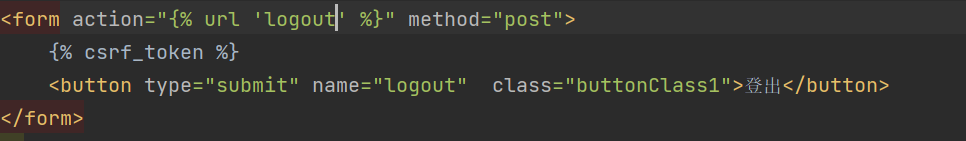 <form action="{% url 'logout' %}" method="post">
    {% csrf_token %}
    <button type="submit" name="logout"  class="buttonClass1">登出</button>
</form>